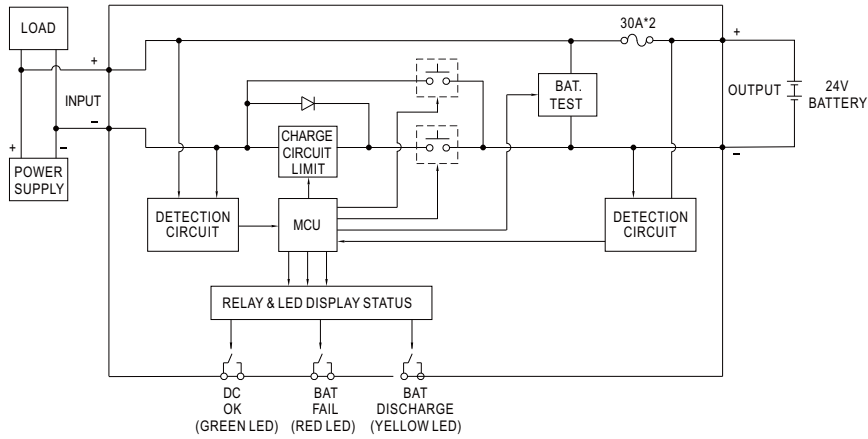 LOAD
30A*2
+
+
+
INPUT
BAT.
TEST
OUTPUT
24V
BATTERY
CHARGE
CIRCUIT
LIMIT
–
–
+
–
POWER
SUPPLY
DETECTION
CIRCUIT
MCU
DETECTION
CIRCUIT
RELAY & LED DISPLAY STATUS
DC
OK
(GREEN LED)
BAT
FAIL
(RED LED)
BAT
DISCHARGE
(YELLOW LED)